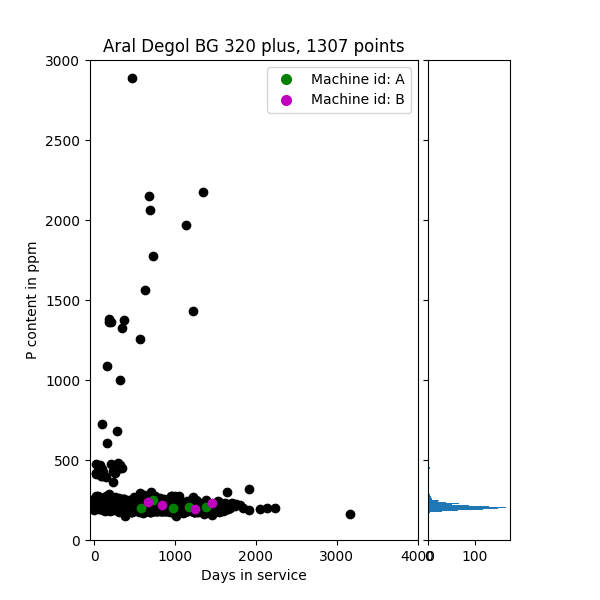 Aral Degol BG 320 plus, 1307 points
Machine id: A
Machine id: B
P content in ppm
3000
2500
2000
1500
1000
500
0
0
1000
2000
3000
4000
0
100
Days in service